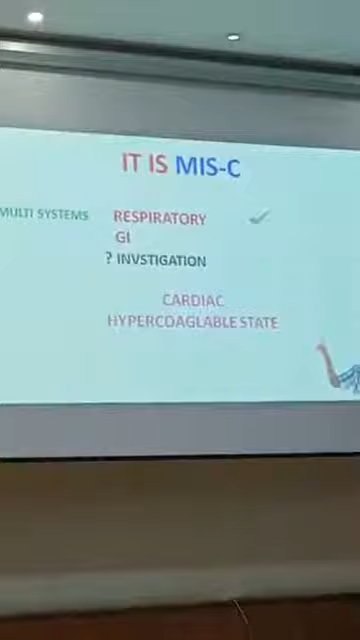 IT IS MIS-C
MULTI SYSTEMS RESPIRATORY
GI
? INVSTIGATION
CARDIAC
HYPERCOAGLABLE STATE